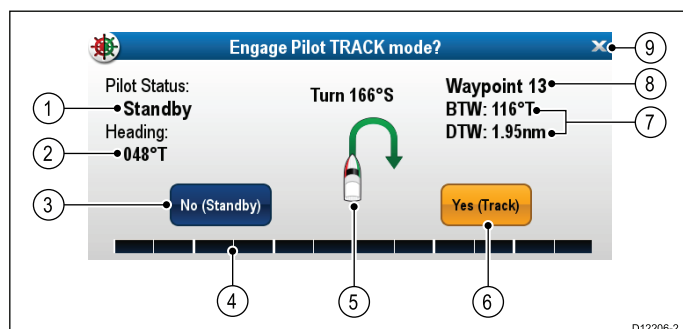 Engage Pilot TRACK mode?
9
Pilot Status:
1
Standby
Heading:
2
048°T
Turn 166°S
Waypoint 13
8
BTW: 116°T
DTW: 1.95nm
7
3
No (Standby)
Yes (Track)
4
5
6
D12206-2